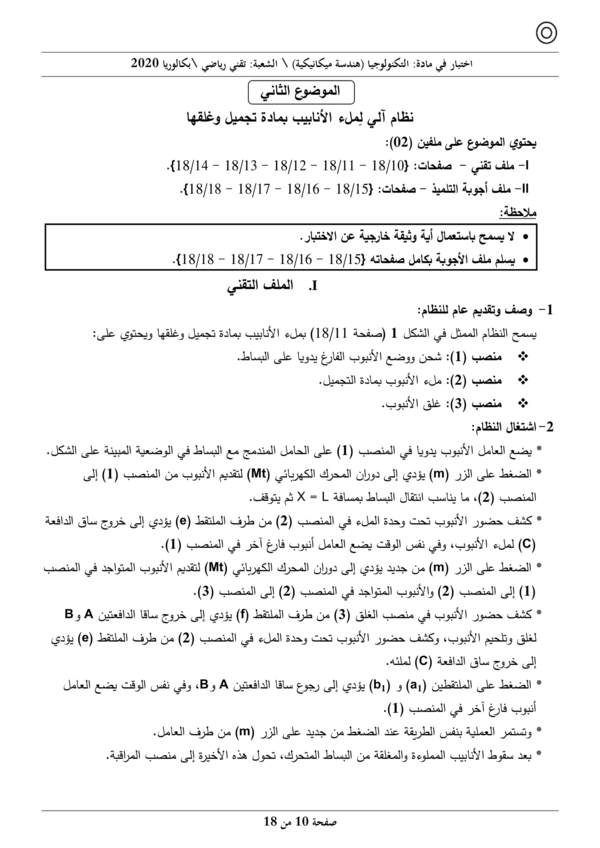 اختبار في مادة: التكنولوجيا (هندسة ميكانيكية) \ الشعبة: تقني رياضي \ بكالوريا 2020
الموضوع الثاني
نظام آلي لِملء الأنابيب بمادة تجميل وغلقها
يحتوي الموضوع على ملفين (02):
I- ملف تقني – صفحات: {18/10 – 18/11 – 18/12 – 18/13 – 18/14}.
II- ملف أجوبة التلميذ – صفحات: {18/15 – 18/16 – 18/17 – 18/18}.
ملاحظة:
• لا يسمح باستعمال أية وثيقة خارجية عن الاختبار.
• يسلم ملف الأجوبة بكامل صفحاته {18/15 – 18/16 – 18/17 – 18/18}.
I. الملف التقني
1- وصف وتقديم عام للنظام:
يسمح النظام الممثل في الشكل 1 (صفحة 18/11) بملء الأنابيب بمادة تجميل وغلقها ويحتوي على:
❖ منصب (1): شحن ووضع الأنبوب الفارغ يدويا على البساط.
❖ منصب (2): ملء الأنبوب بمادة التجميل.
❖ منصب (3): غلق الأنبوب.
2- اشتغال النظام:
* يضع العامل الأنبوب يدويا في المنصب (1) على الحامل المندمج مع البساط في الوضعية المبينة على الشكل.
* الضغط على الزر (m) يؤدي إلى دوران المحرك الكهربائي (Mt) لتقديم الأنبوب من المنصب (1) إلى
المنصب (2)، ما يناسب انتقال البساط بمسافة X = L ثم يتوقف.
* كشف حضور الأنبوب تحت وحدة الملء في المنصب (2) من طرف الملتقط (e) يؤدي إلى خروج ساق الدافعة
(C) لملء الأنبوب، وفي نفس الوقت يضع العامل أنبوب فارغ آخر في المنصب (1).
* الضغط على الزر (m) من جديد يؤدي إلى دوران المحرك الكهربائي (Mt) لتقديم الأنبوب المتواجد في المنصب
(1) إلى المنصب (2) والأنبوب المتواجد في المنصب (2) إلى المنصب (3).
* كشف حضور الأنبوب في منصب الغلق (3) من طرف الملتقط (f) يؤدي إلى خروج ساقا الدافعتين A و B
لغلق وتلحيم الأنبوب، وكشف حضور الأنبوب تحت وحدة الملء في المنصب (2) من طرف الملتقط (e) يؤدي
إلى خروج ساق الدافعة (C) لملئه.
* الضغط على الملتقطين (a₁) و (b₁) يؤدي إلى رجوع ساقا الدافعتين A و B، وفي نفس الوقت يضع العامل
أنبوب فارغ آخر في المنصب (1).
* وتستمر العملية بنفس الطريقة عند الضغط من جديد على الزر (m) من طرف العامل.
* بعد سقوط الأنابيب المملوءة والمغلقة من البساط المتحرك، تحول هذه الأخيرة إلى منصب المراقبة.
صفحة 10 من 18